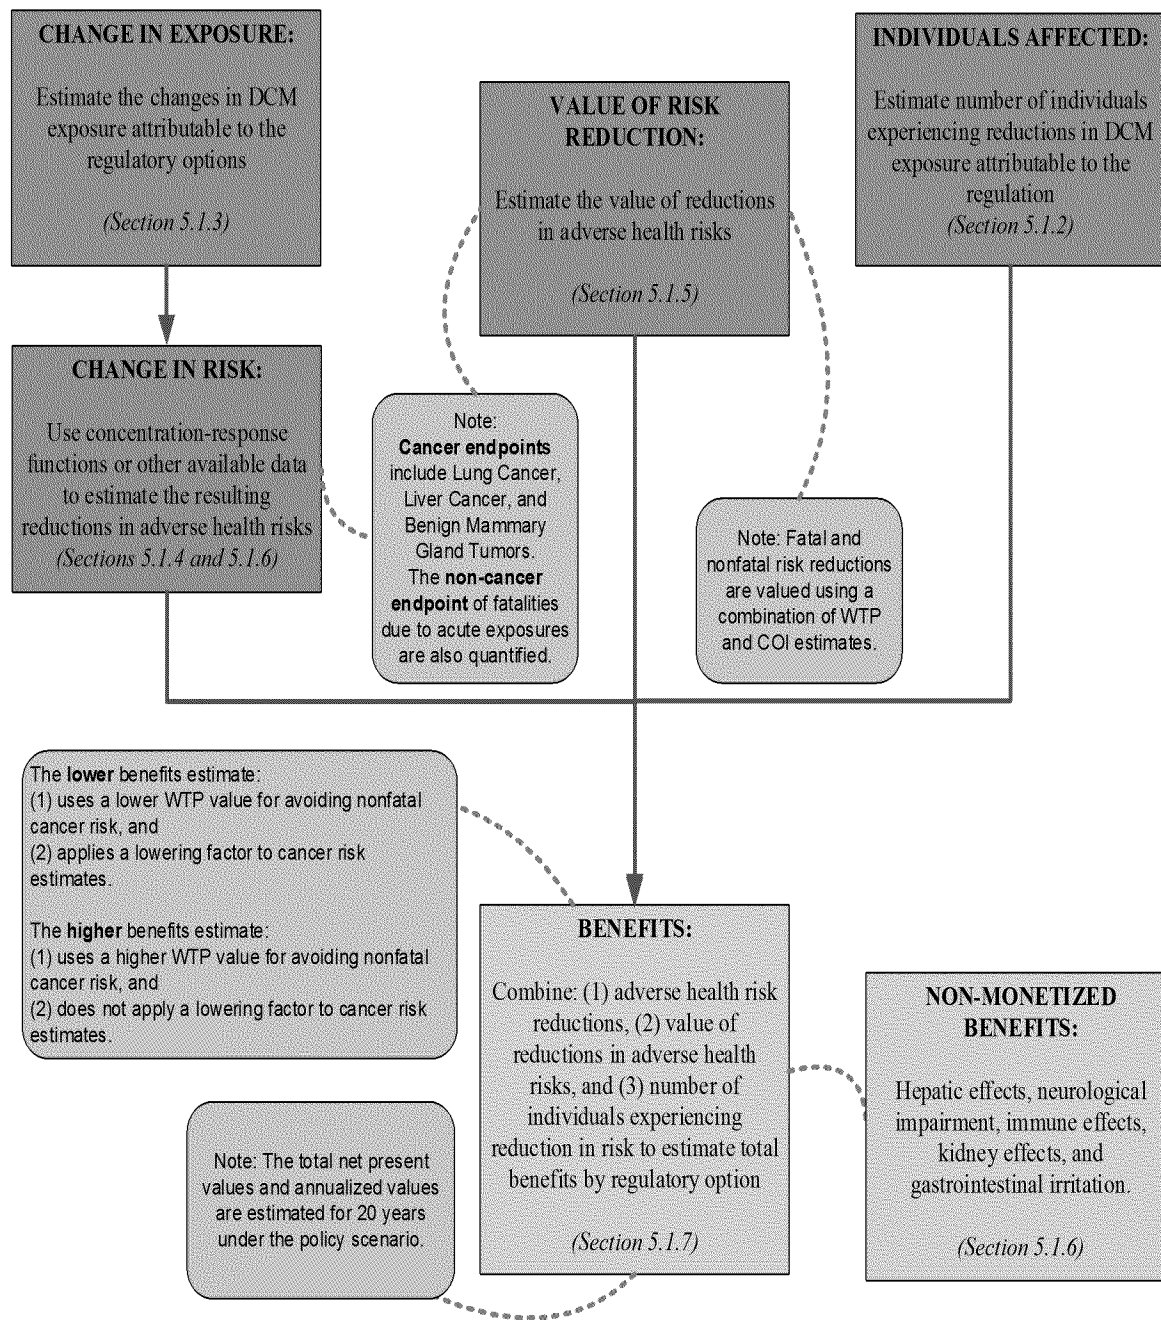 CHANGE IN EXPOSURE:
Estimate the changes in DCM
exposure attributable to the
regulatory options
(Section 5.1.3)
VALUE OF RISK
REDUCTION:
Estimate the value of reductions
in adverse health risks
(Section 5.1.5)
INDIVIDUALS AFFECTED:
Estimate number of individuals
experiencing reductions in DCM
exposure attributable to the
regulation
(Section 5.1.2)
CHANGE IN RISK:
Use concentration-response
functions or other available data
to estimate the resulting
reductions in adverse health risks
(Sections 5.1.4 and 5.1.6)
Note:
Cancer endpoints
include Lung Cancer,
Liver Cancer, and
Benign Mammary
Gland Tumors.
The non-cancer
endpoint of fatalities
due to acute exposures
are also quantified.
Note: Fatal and
nonfatal risk reductions
are valued using a
combination of WTP
and COI estimates.
The lower benefits estimate:
(1) uses a lower WTP value for avoiding nonfatal
cancer risk, and
(2) applies a lowering factor to cancer risk
estimates.
The higher benefits estimate:
(1) uses a higher WTP value for avoiding nonfatal
cancer risk, and
(2) does not apply a lowering factor to cancer risk
estimates.
BENEFITS:
Combine: (1) adverse health risk
reductions, (2) value of
reductions in adverse health
risks, and (3) number of
individuals experiencing
reduction in risk to estimate total
benefits by regulatory option
(Section 5.1.7)
NON-MONETIZED
BENEFITS:
Hepatic effects, neurological
impairment, immune effects,
kidney effects, and
gastrointestinal irritation.
(Section 5.1.6)
Note: The total net present
values and annualized values
are estimated for 20 years
under the policy scenario.